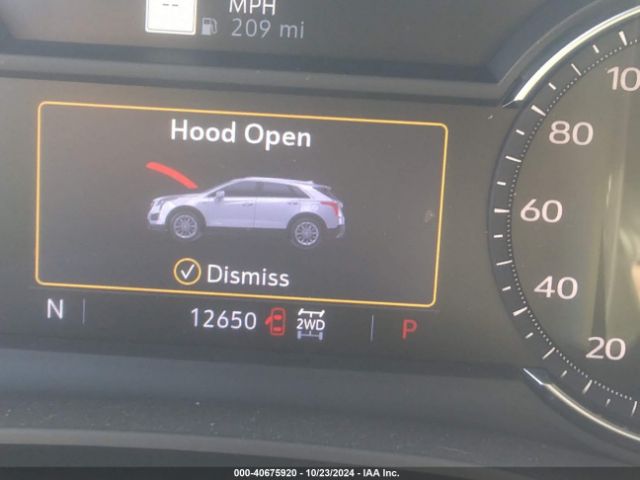 --
MPH
209 mi
Hood Open
Dismiss
N
12650
2WD
P
100
80
60
40
20
000-40675920 - 10/23/2024 - IAA Inc.